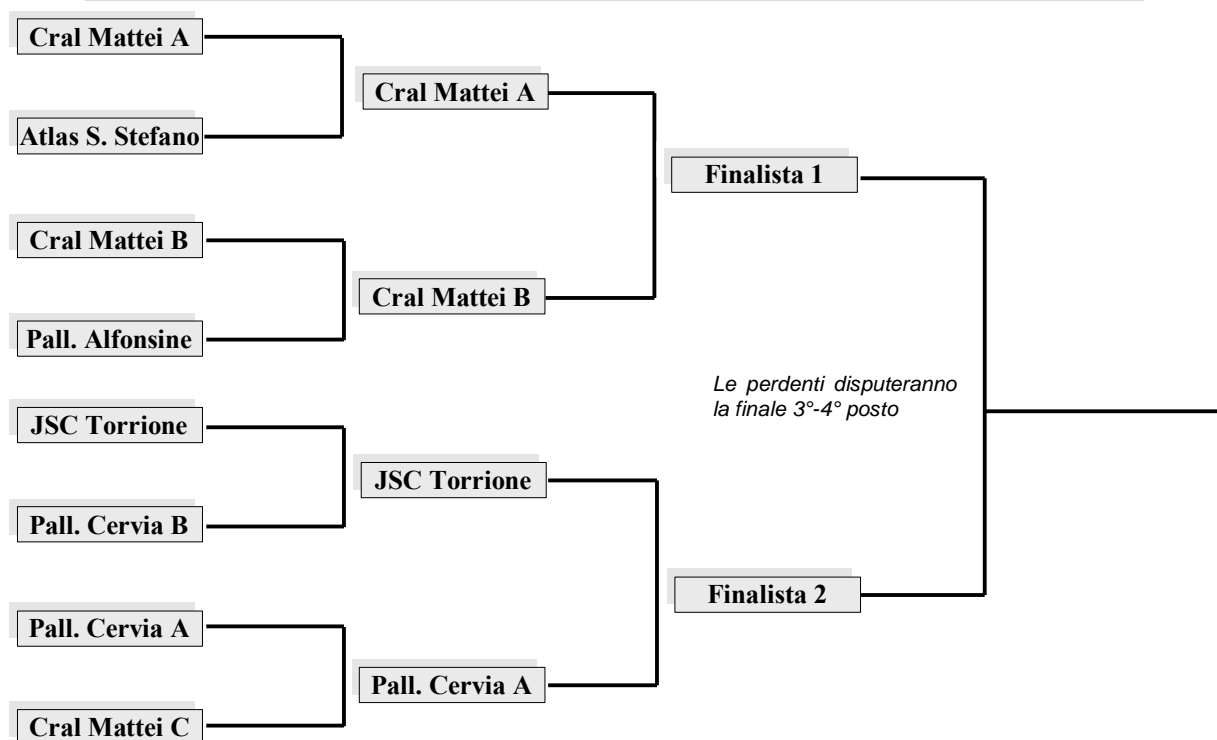 Cral Mattei A
Atlas S. Stefano
Cral Mattei B
Pall. Alfonsine
JSC Torrione
Pall. Cervia B
Pall. Cervia A
Cral Mattei C
Cral Mattei A
Cral Mattei B
JSC Torrione
Pall. Cervia A
Finalista 1
Le perdenti disputeranno
la finale 3°-4° posto
Finalista 2